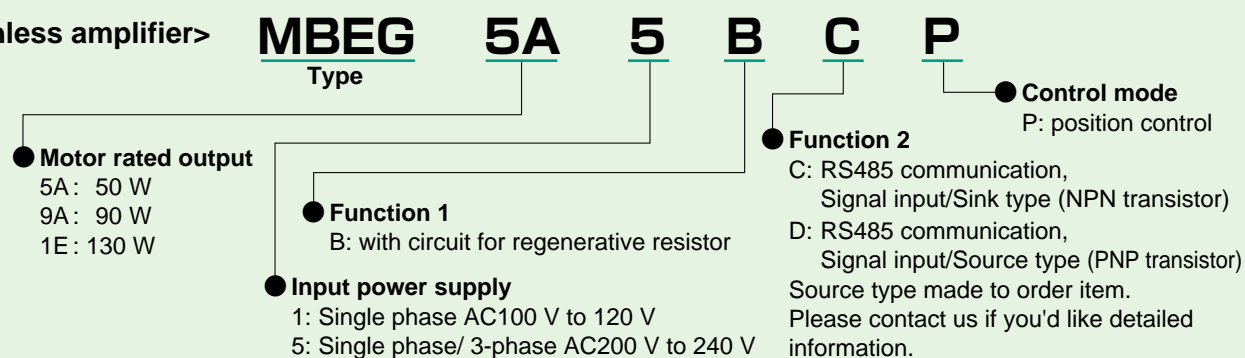 amplifier>
MBEG 5A 5 B C P
Type
Control mode
P: position control
Motor rated output
5A: 50 W
9A: 90 W
1E: 130 W
Function 1
B: with circuit for regenerative resistor
Input power supply
1: Single phase AC100 V to 120 V
5: Single phase/ 3-phase AC200 V to 240 V
Function 2
C: RS485 communication,
Signal input/Sink type (NPN transistor)
D: RS485 communication,
Signal input/Source type (PNP transistor)
Source type made to order item.
Please contact us if you'd like detailed
information.